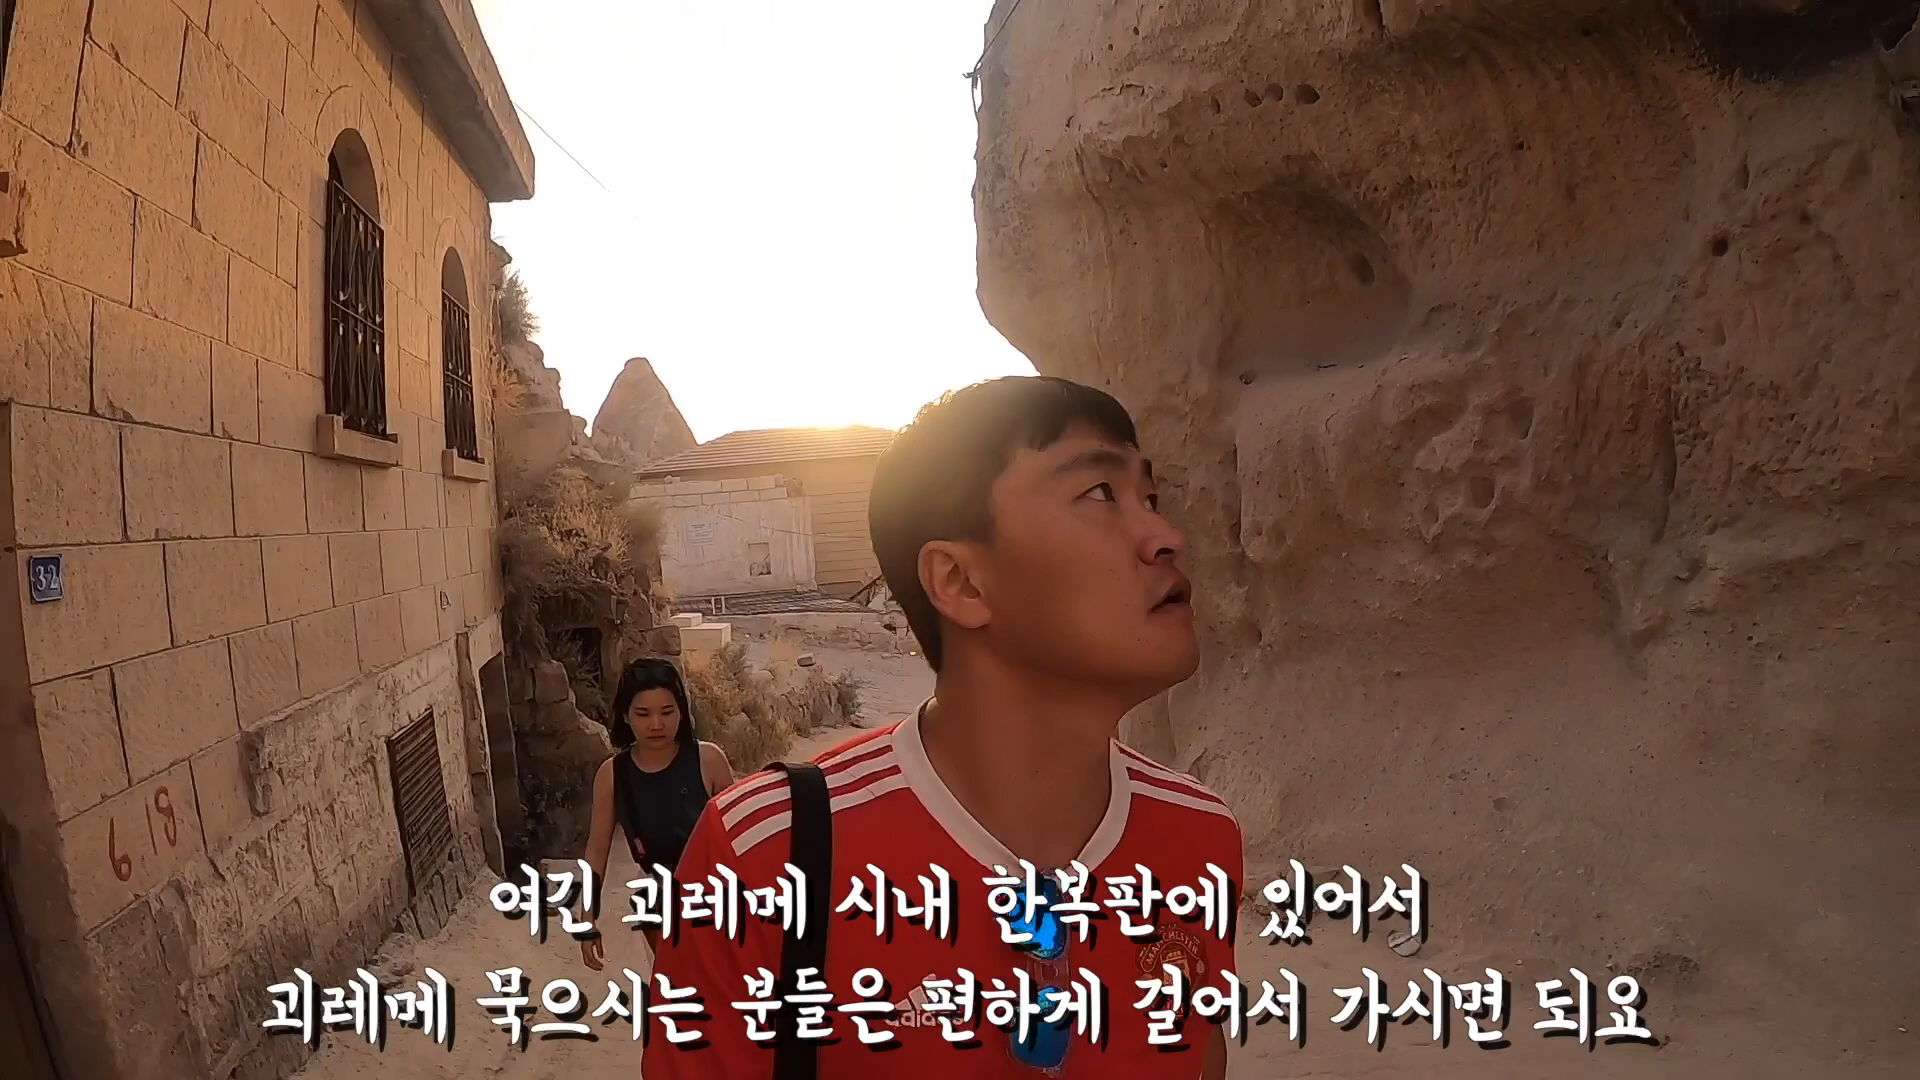 32
6.18
MANCHESTER
adidas
여긴 괴레메 시내 한복판에 있어서
괴레메 묵으시는 분들은 편하게 걸어서 가시면 되요